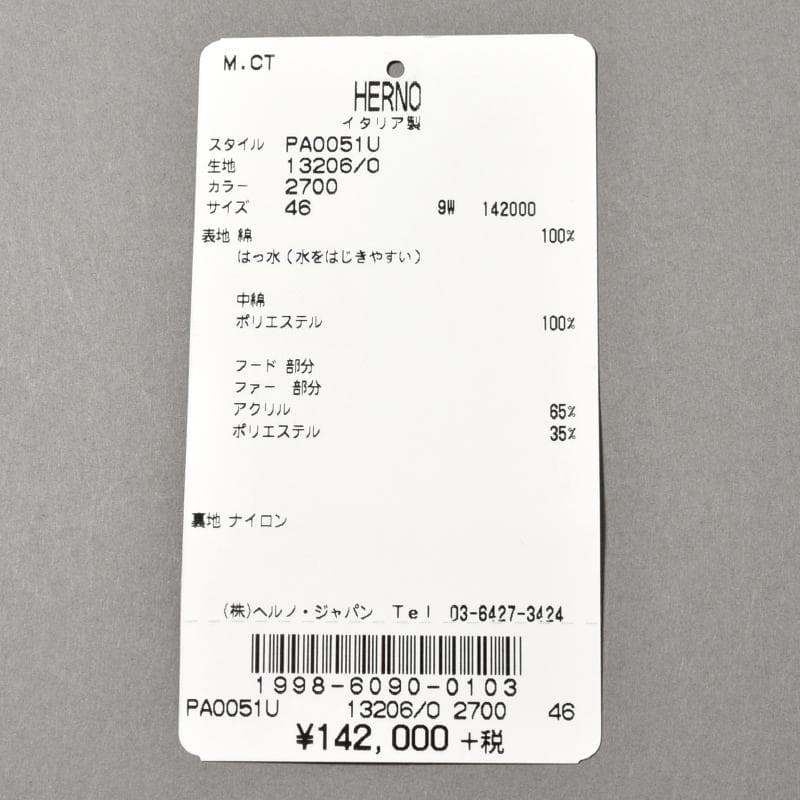 M.CT
HERNO
イタリア製
スタイル PA0051U
生地 13206/0
カラー 2700
サイズ 46 9W 142000
表地 綿 100%
はっ水(水をはじきやすい)
中綿
ポリエステル 100%
フード 部分
ファー 部分
アクリル 65%
ポリエステル 35%
裏地 ナイロン
(株)ヘルノ・ジャパン Tel 03-6427-3424
1998-6090-0103
PA0051U 13206/0 2700 46
¥142,000+税